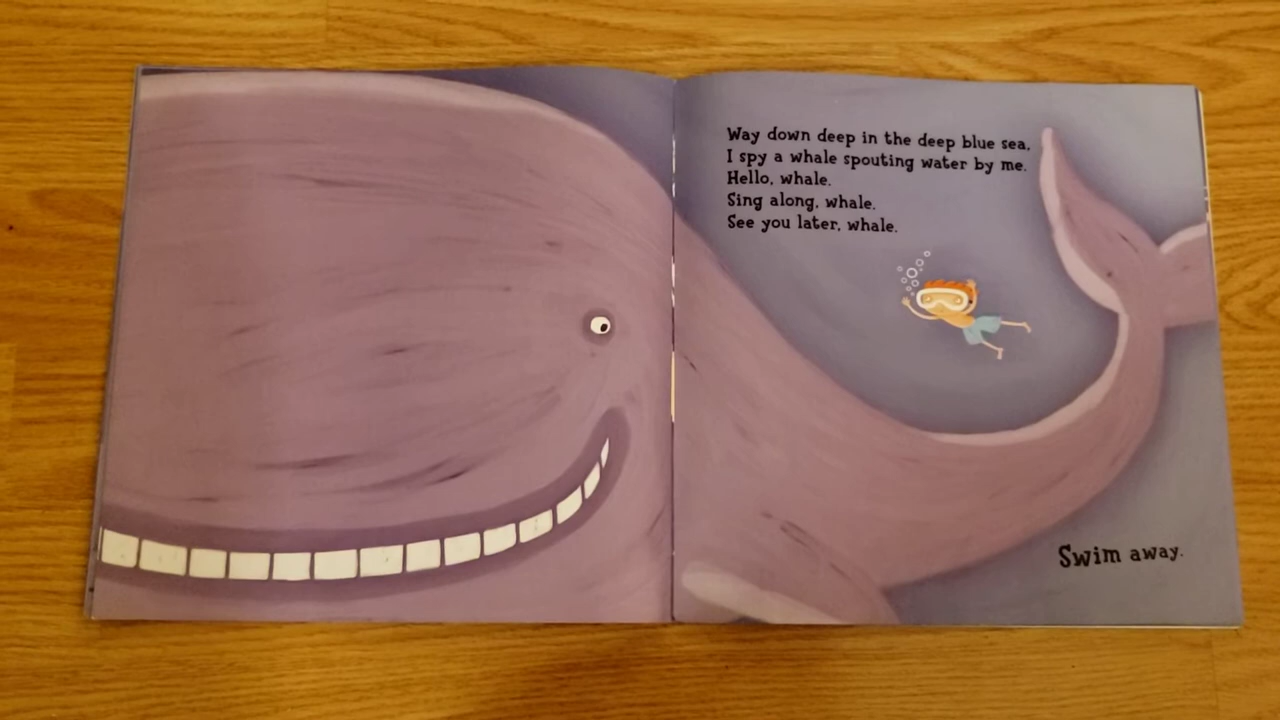 Way down deep in the deep blue sea,
I spy a whale spouting water by me.
Hello, whale.
Sing along, whale.
See you later, whale.
Swim away.